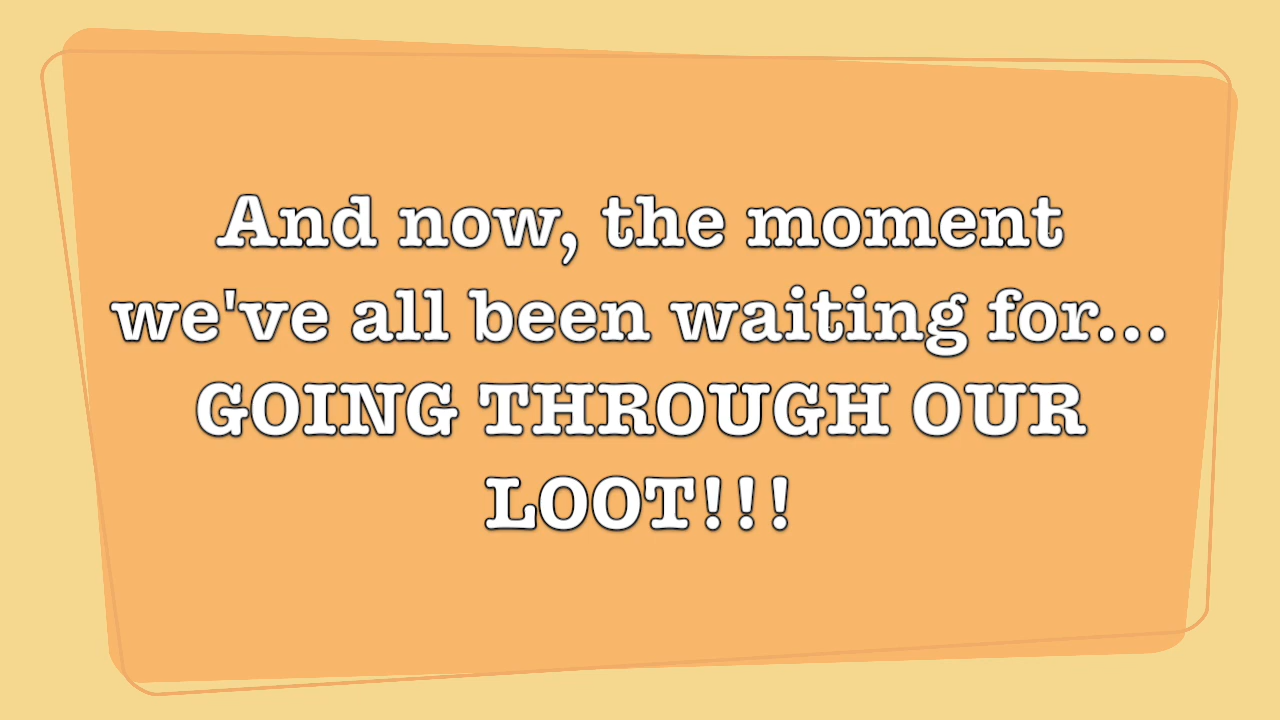 And now, the moment
we've all been waiting for...
GOING THROUGH OUR
LOOT!!!